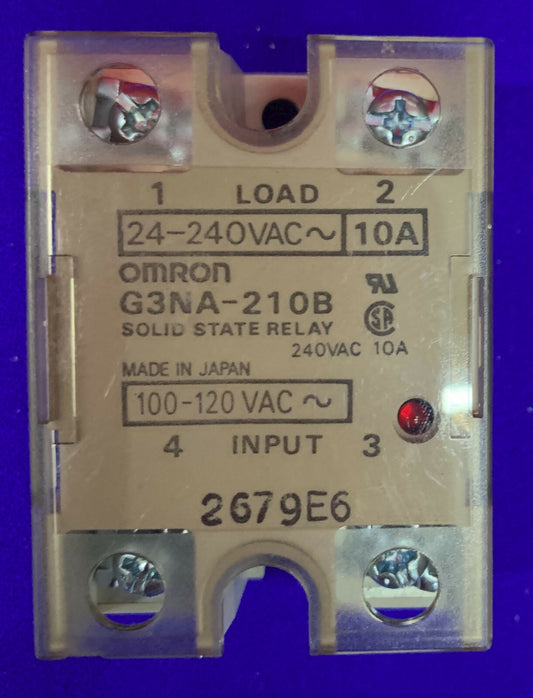 1 LOAD 2
24-240VAC~ 10A
omron
G3NA-210B
SOLID STATE RELAY
240VAC 10A
MADE IN JAPAN
100-120 VAC ~
4 INPUT 3
2679E6